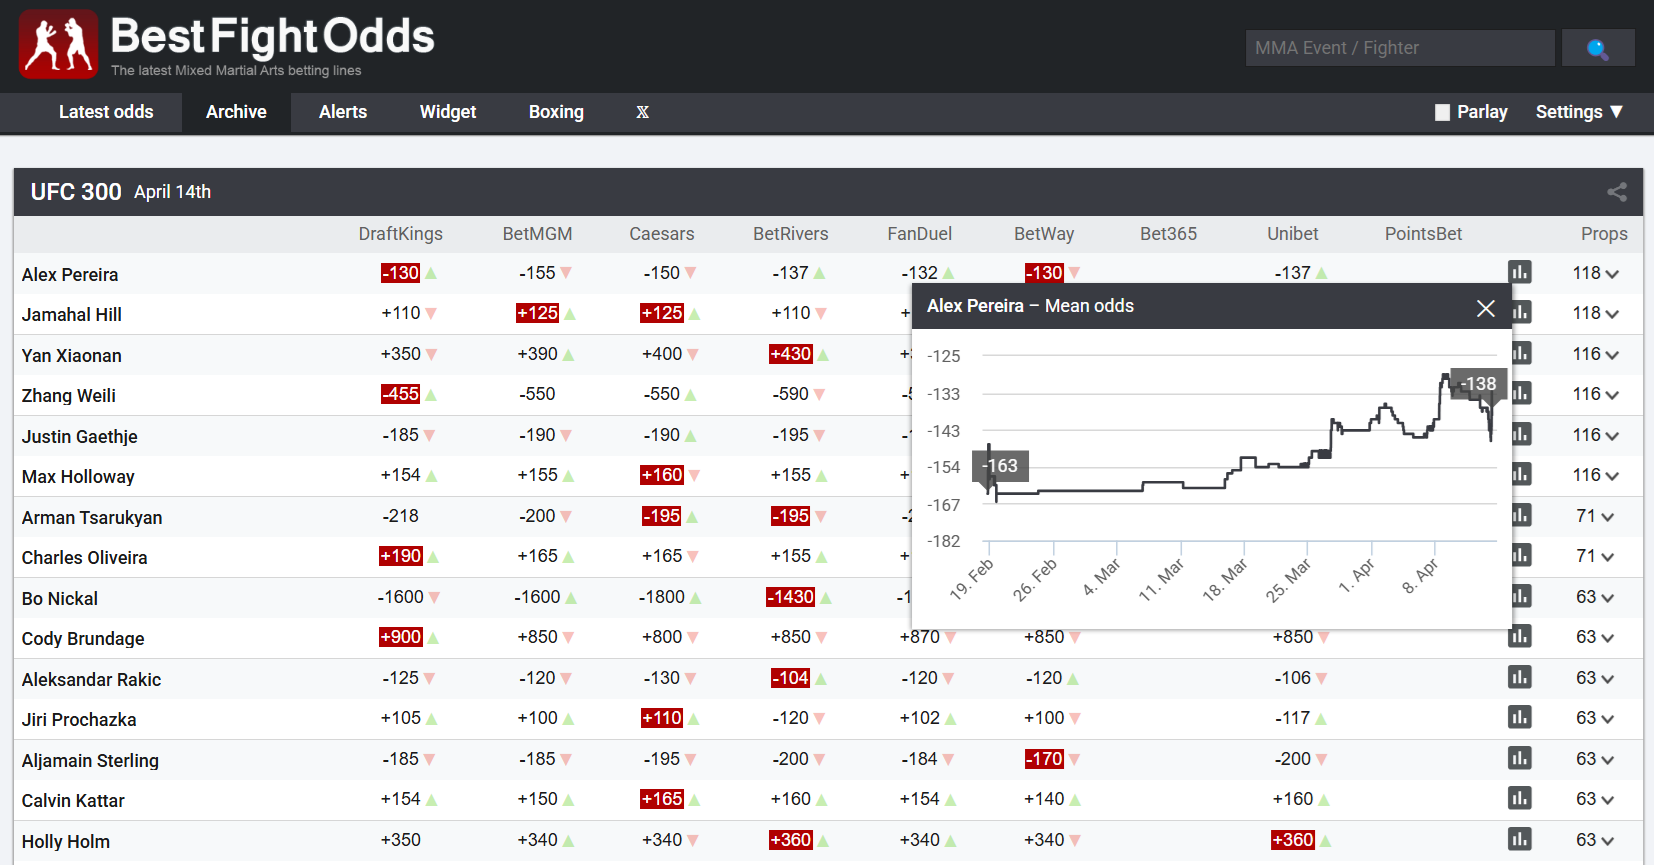 BestFightOdds
The latest Mixed Martial Arts betting lines
MMA Event / Fighter
Latest odds Archive Alerts Widget Boxing 𝕏 Parlay Settings ▼
UFC 300 April 14th
DraftKings BetMGM Caesars BetRivers FanDuel BetWay Bet365 Unibet PointsBet Props
Alex Pereira -130 ▲ -155 ▼ -150 ▼ -137 ▲ -132 ▲ -130 ▼ -137 ▲ 118
Jamahal Hill +110 ▼ +125 ▲ +125 ▲ +110 ▼ + 118
Yan Xiaonan +350 ▼ +390 ▲ +400 ▼ +430 ▲ 116
Zhang Weili -455 ▲ -550 -550 ▲ -590 ▼ 116
Justin Gaethje -185 ▼ -190 ▼ -190 ▲ -195 ▼ 116
Max Holloway +154 ▲ +155 ▲ +160 ▼ +155 ▲ + 116
Arman Tsarukyan -218 -200 ▼ -195 ▲ -195 ▼ 71
Charles Oliveira +190 ▲ +165 ▲ +165 ▼ +155 ▲ + 71
Bo Nickal -1600 ▼ -1600 ▲ -1800 ▲ -1430 ▲ 63
Cody Brundage +900 ▲ +850 ▼ +800 ▼ +850 ▼ +870 ▼ +850 ▼ +850 ▼ 63
Aleksandar Rakic -125 ▼ -120 ▼ -130 ▼ -104 ▲ -120 ▼ -120 ▲ -106 ▼ 63
Jiri Prochazka +105 ▲ +100 ▲ +110 ▲ -120 ▼ +102 ▲ +100 ▼ -117 ▲ 63
Aljamain Sterling -185 ▼ -185 ▼ -195 ▼ -200 ▼ -184 ▼ -170 ▼ -200 ▼ 63
Calvin Kattar +154 ▲ +150 ▲ +165 ▲ +160 ▲ +154 ▲ +140 ▲ +160 ▲ 63
Holly Holm +350 +340 ▲ +340 ▼ +360 ▲ +340 ▲ +340 ▼ +360 ▲ 63
Alex Pereira – Mean odds
-125
-133
-143
-154
-167
-182
-163
-138
19. Feb
26. Feb
4. Mar
11. Mar
18. Mar
25. Mar
1. Apr
8. Apr